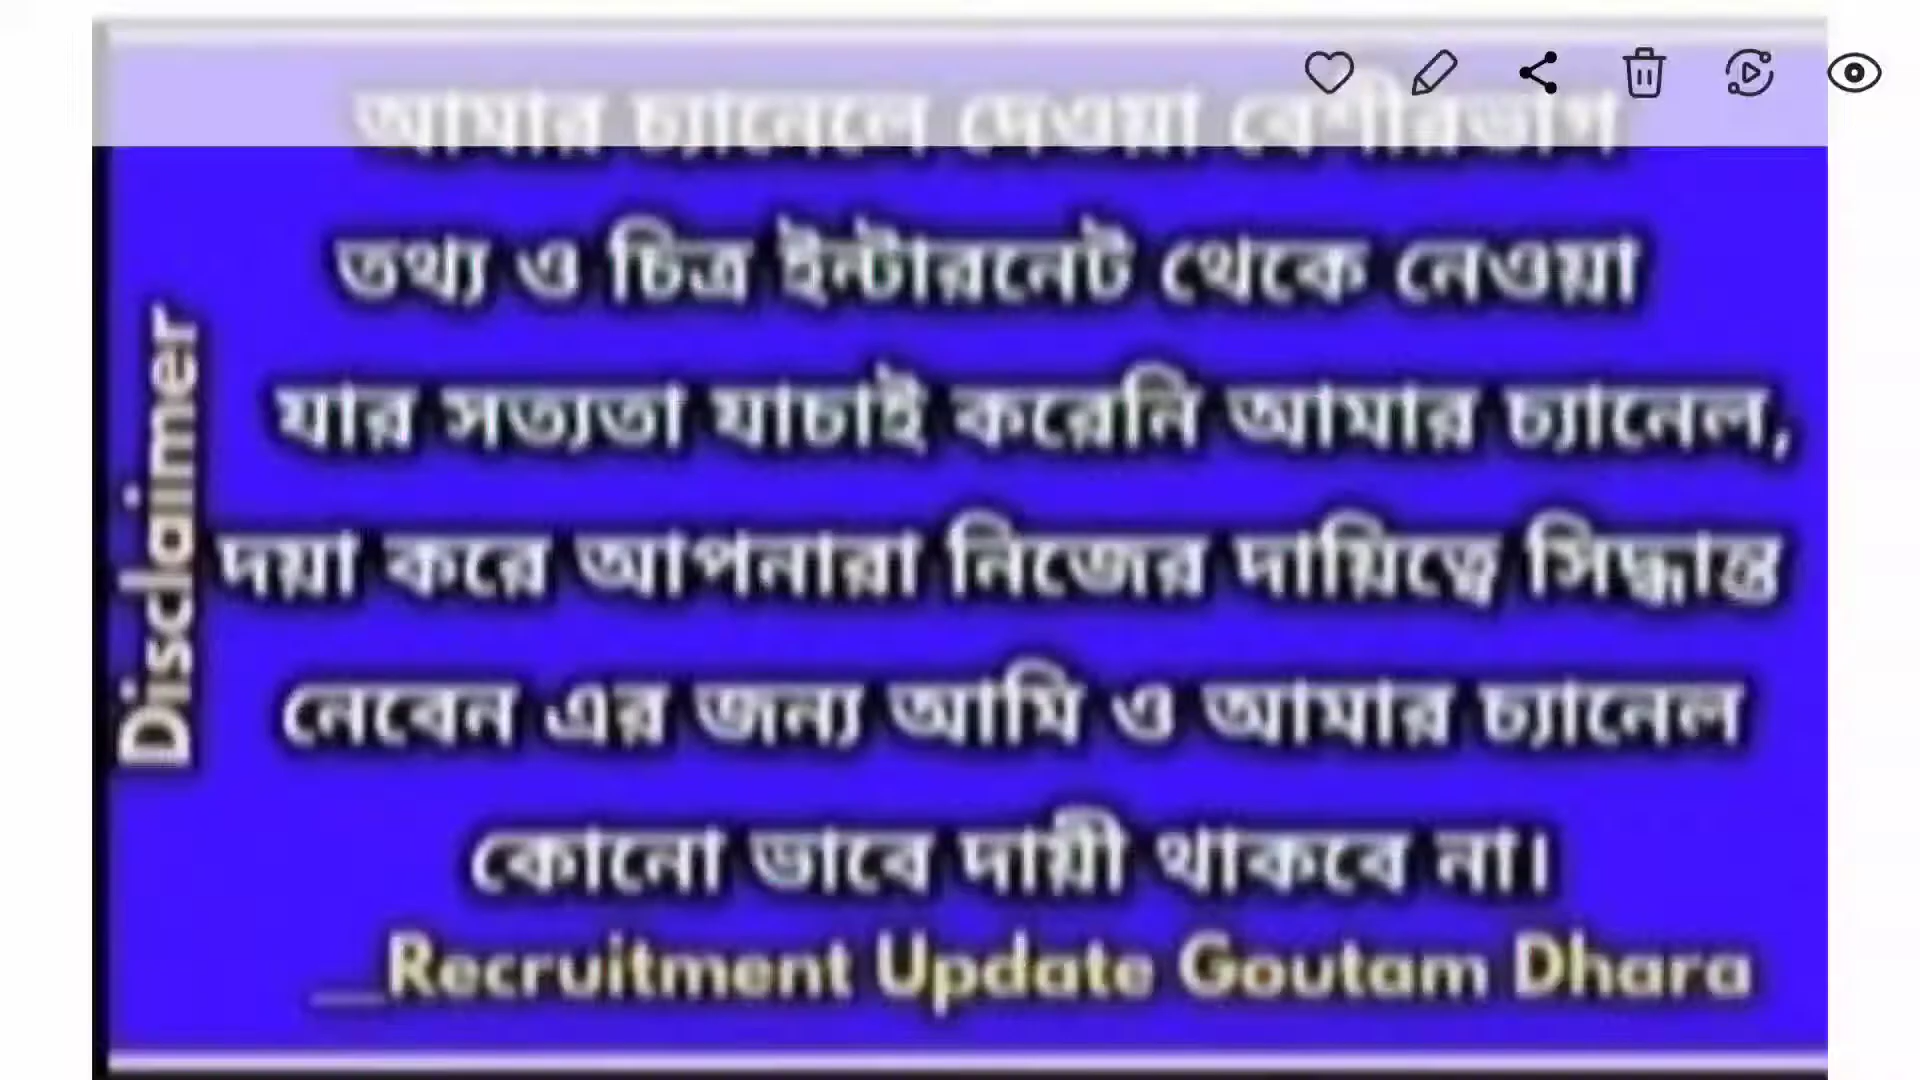 আমার চ্যানেলে দেওয়া বেশীরভাগ
তথ্য ও চিত্র ইন্টারনেট থেকে নেওয়া
যার সত্যতা যাচাই করেনি আমার চ্যানেল,
দয়া করে আপনারা নিজের দায়িত্বে সিদ্ধান্ত
নেবেন এর জন্য আমি ও আমার চ্যানেল
কোনো ভাবে দায়ী থাকবে না।
__Recruitment Update Goutam Dhara
Disclaimer